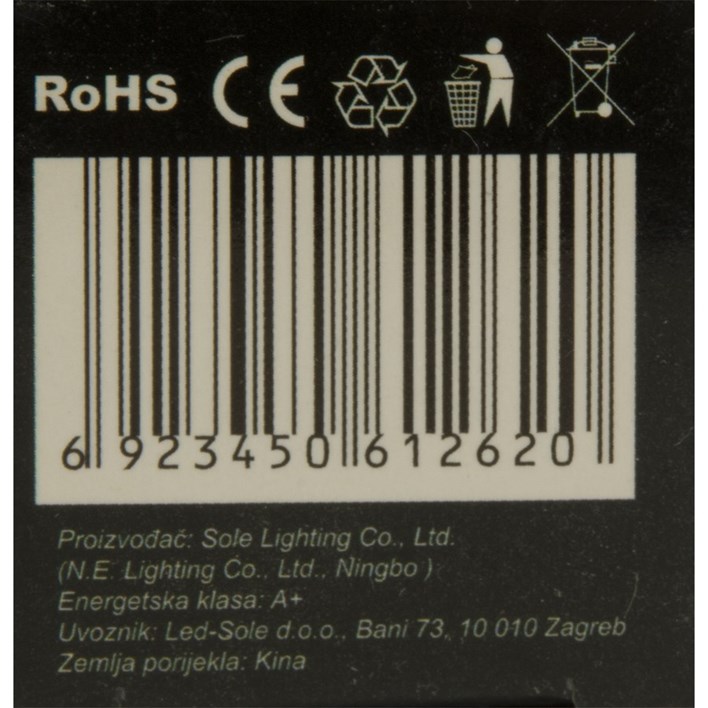 RoHS CE
6 923450 612620
Proizvođač: Sole Lighting Co., Ltd.
(N.E. Lighting Co., Ltd., Ningbo )
Energetska klasa: A+
Uvoznik: Led-Sole d.o.o., Bani 73, 10 010 Zagreb
Zemlja porijekla: Kina